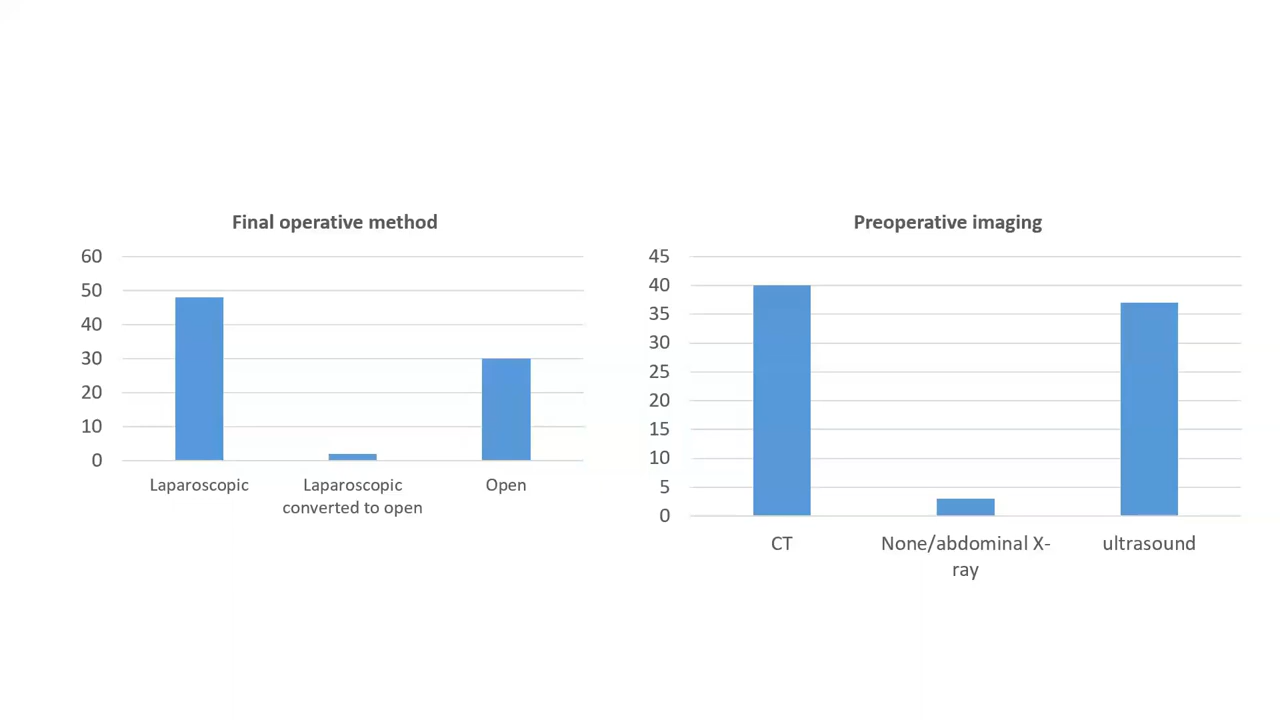 Final operative method
60
50
40
30
20
10
0
Laparoscopic
Laparoscopic
converted to open
Open
Preoperative imaging
45
40
35
30
25
20
15
10
5
0
CT
None/abdominal X-
ray
ultrasound